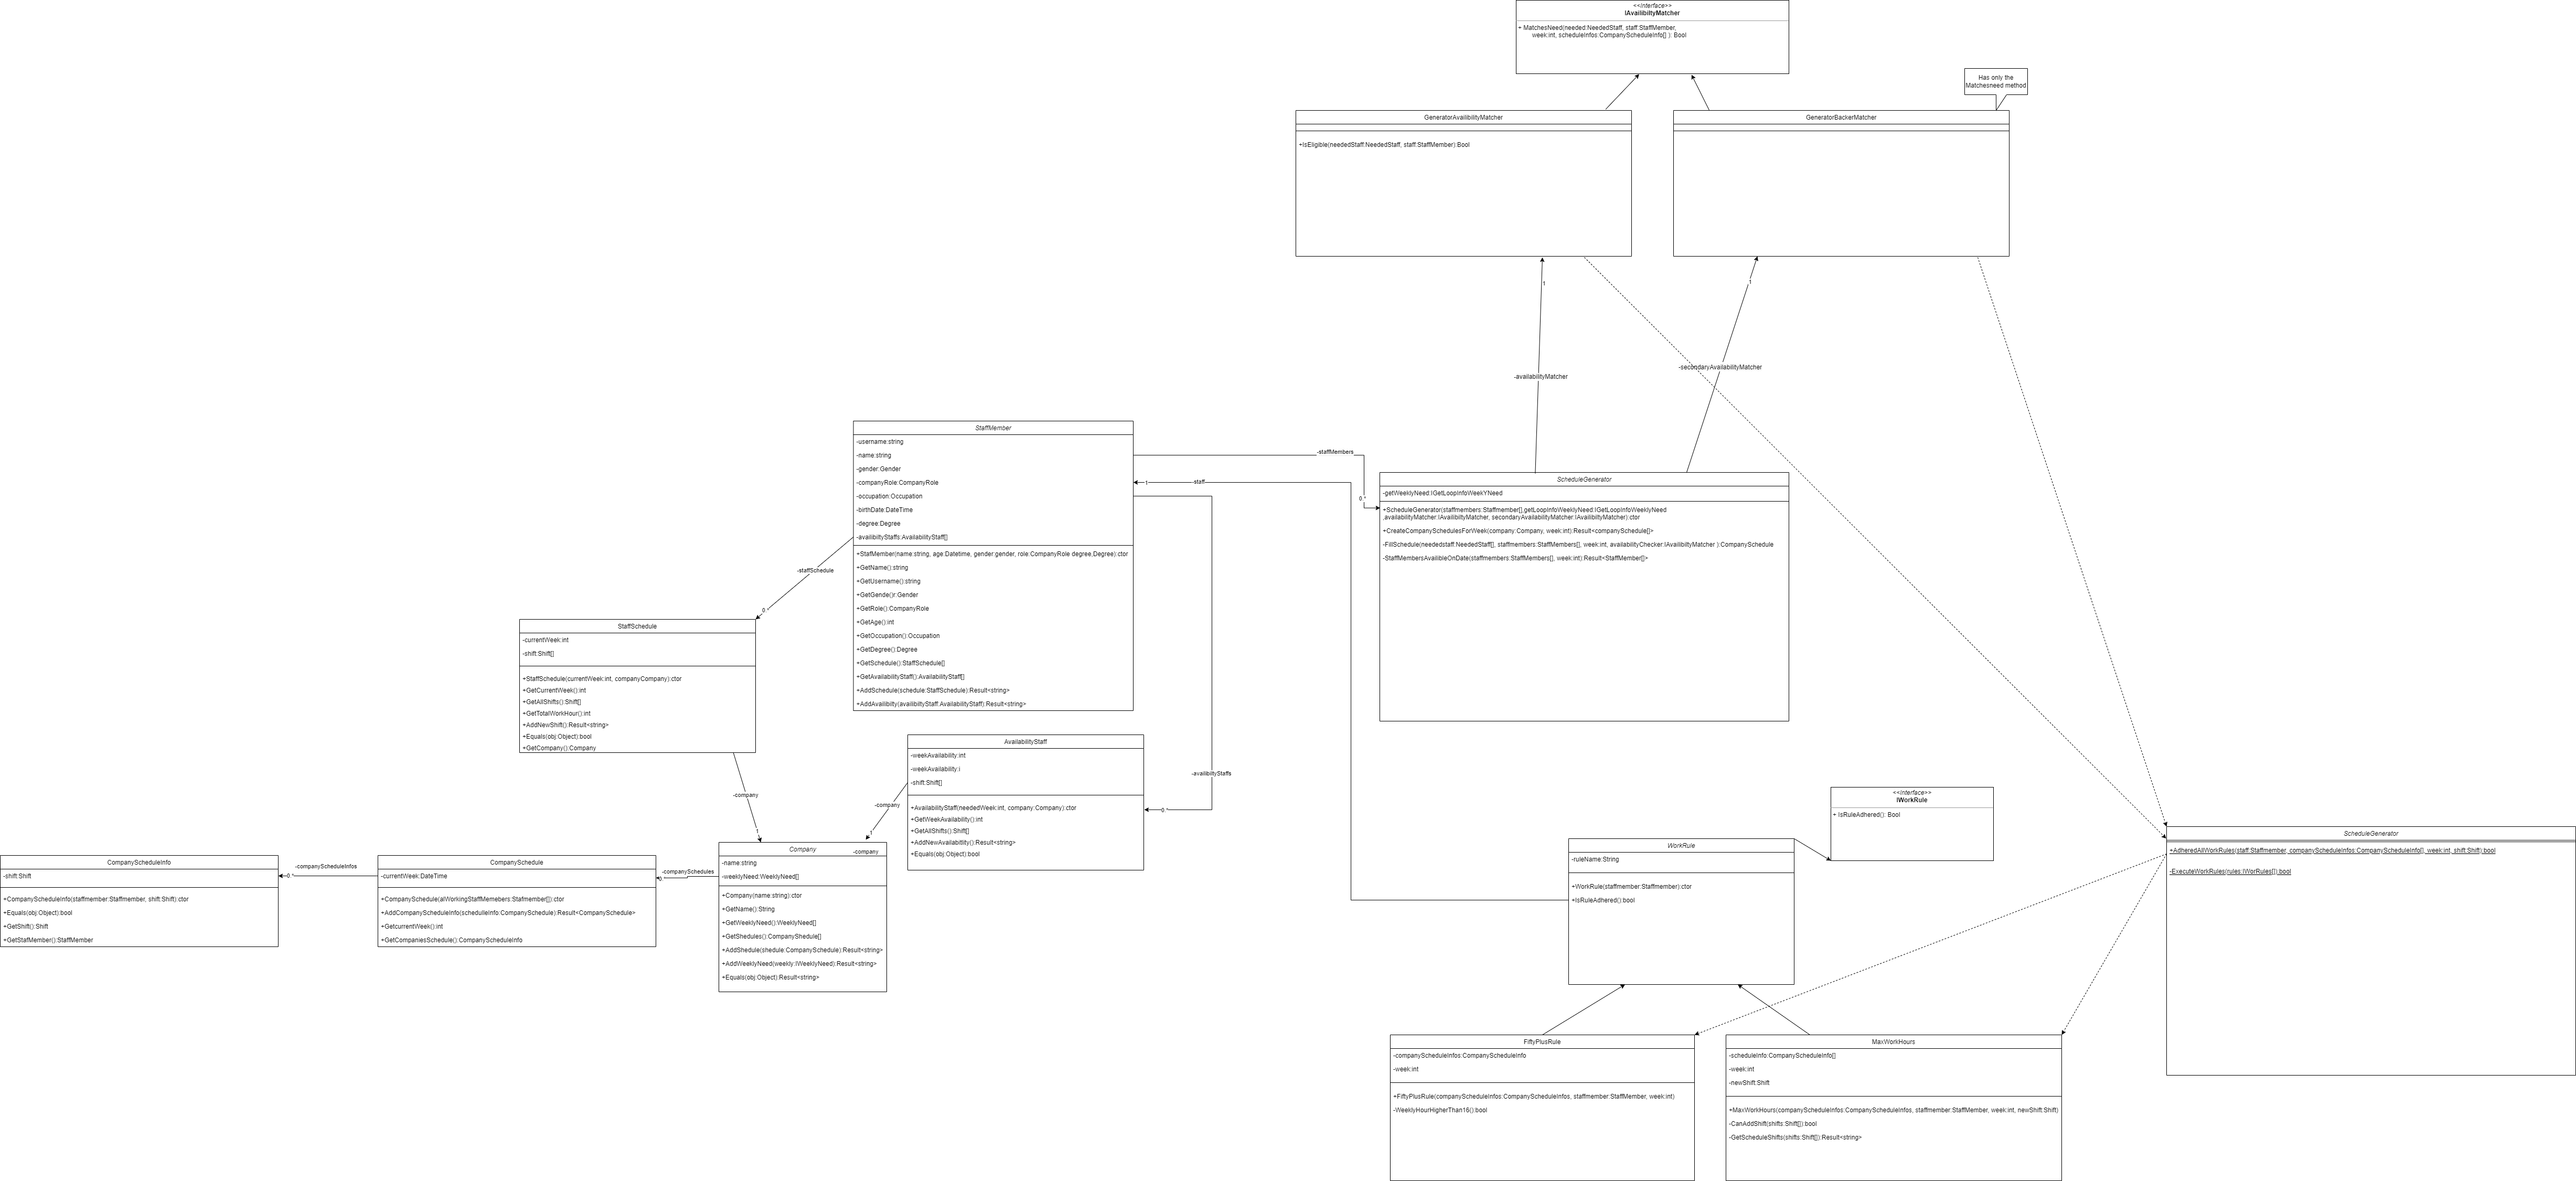 <<interface>>
IAvailibiltyMatcher
+ MatchesNeed(needed:NeededStaff, staff:StaffMember,
week:int, scheduleInfos:CompanyScheduleInfo[] ): Bool
Has only the
Matchesneed method
GeneratorAvailibilityMatcher
+IsEligible(neededStaff:NeededStaff, staff:StaffMember):Bool
GeneratorBackerMatcher
1
1
-availabilityMatcher
-secondaryAvailabilityMatcher
StaffMember
-username:string
-name:string
-gender:Gender
-companyRole:CompanyRole
-occupation:Occupation
-birthDate:DateTime
-degree:Degree
-availibiltyStaffs:AvailabilityStaff[]
+StafMember(name:string, age:Datetime, gender:gender, role:CompanyRole degree,Degree):ctor
+GetName():string
+GetUsername():string
+GetGende()r:Gender
+GetRole():CompanyRole
+GetAge():int
+GetOccupation():Occupation
+GetDegree():Degree
+GetSchedule():StaffSchedule[]
+GetAvailabilityStaff():AvailabilityStaff[]
+AddSchedule(schedule:StaffSchedule):Result<string>
+AddAvailibilty(availibiltyStaff:AvailabilityStaff):Result<string>
-staffMembers
0..*
1
-staff
ScheduleGenerator
-getWeeklyNeed:IGetLoopInfoWeekYNeed
+ScheduleGenerator(staffmembers:Staffmember[],getLoopInfoWeeklyNeed:IGetLoopInfoWeeklyNeed
,availabilityMatcher:IAvailibiltyMatcher, secondaryAvailabilityMatcher:IAvailibiltyMatcher):ctor
+CreateCompanySchedulesForWeek(company:Company, week:int):Result<companySchedule[]>
-FillSchedule(neededstaff:NeededStaff[], staffmembers:StaffMembers[], week:int, availabilityChecker:IAvailibiltyMatcher ):CompanySchedule
-StaffMembersAvailbleOnDate(staffmembers:StaffMembers[], week:int):Result<StaffMember[]>
-staffSchedule
0..*
StaffSchedule
-currentWeek:int
-shift:Shift[]
+StaffSchedule(currentWeek:int, companyCompany):ctor
+GetCurrentWeek():int
+GetAllShifts():Shift[]
+GetTotalWorkHour():int
+AddNewShift():Result<string>
+Equals(obj:Object):bool
+GetCompany():Company
AvailabilityStaff
-weekAvailability:int
-weekAvailability:i
-shift:Shift[]
+AvailabilityStaff(neededWeek:int, company:Company):ctor
+GetWeekAvailability():int
+GetAllShifts():Shift[]
+AddNewAvailabitlity():Result<string>
+Equals(obj:Object):bool
-availibiltyStaffs
0..*
-company
1
-company
1
<<interface>>
IWorkRule
+ IsRuleAdhered(): Bool
ScheduleGenerator
+AdheredAllWorkRules(staff:Staffmember, companyScheduleInfos:CompanyScheduleInfo[], week:int, shift:Shift):bool
-ExecuteWorkRules(rules:IWorRules[]):bool
WorkRule
-ruleName:String
+WorkRule(staffmember:Staffmember):ctor
+IsRuleAdhered():bool
CompanyScheduleInfo
-shift:Shift
+CompanyScheduleInfo(staffmember:Staffmember, shift:Shift):ctor
+Equals(obj:Object):bool
+GetShift():Shift
+GetStafMember():StaffMember
-companyScheduleInfos
0..*
CompanySchedule
-currentWeek:DateTime
+CompanySchedule(allWorkingStaffMemebers:Stafmember[]):ctor
+AddCompanyScheduleInfo(schedulleInfo:CompanySchedule):Result<CompanySchedule>
+GetcurrentWeek():int
+GetCompaniesSchedule():CompanyScheduleInfo
-companySchedules
0..*
Company
-company
-name:string
-weeklyNeed:WeeklyNeed[]
+Company(name:string):ctor
+GetName():String
+GetWeeklyNeed():WeeklyNeed[]
+GetShedules():CompanyShedule[]
+AddShedule(shedule:CompanySchedule):Result<string>
+AddWeeklyNeed(weekly:IWeeklyNeed):Result<string>
+Equals(obj:Object):Result<string>
FiftyPlusRule
-companyScheduleInfos:CompanyScheduleInfo
-week:int
+FiftyPlusRule(companyScheduleInfos:CompanyScheduleInfos, staffmember:StaffMember, week:int)
-WeeklyHourHigherThan16():bool
MaxWorkHours
-scheduleInfo:CompanyScheduleInfo[]
-week:int
-newShift:Shift
+MaxWorkHours(companyScheduleInfos:CompanyScheduleInfos, staffmember:StaffMember, week:int, newShift:Shift)
-CanAddShift(shifts:Shift[]):bool
-GetScheduleShifts(shifts:Shift[]):Result<string>